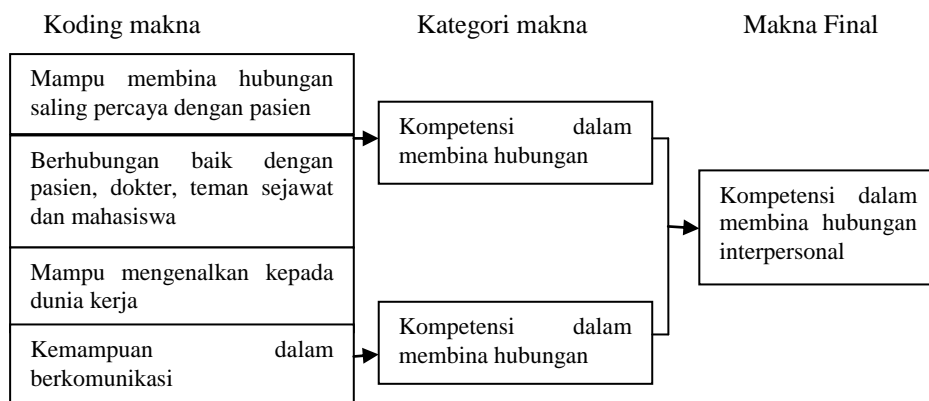 Koding makna
Kategori makna
Makna Final
Mampu membina hubungan
saling percaya dengan pasien
Berhubungan baik dengan
pasien, dokter, teman sejawat
dan mahasiswa
Mampu mengenalkan kepada
dunia kerja
Kemampuan dalam
berkomunikasi
Kompetensi dalam
membina hubungan
Kompetensi dalam
membina hubungan
Kompetensi dalam
membina hubungan
interpersonal